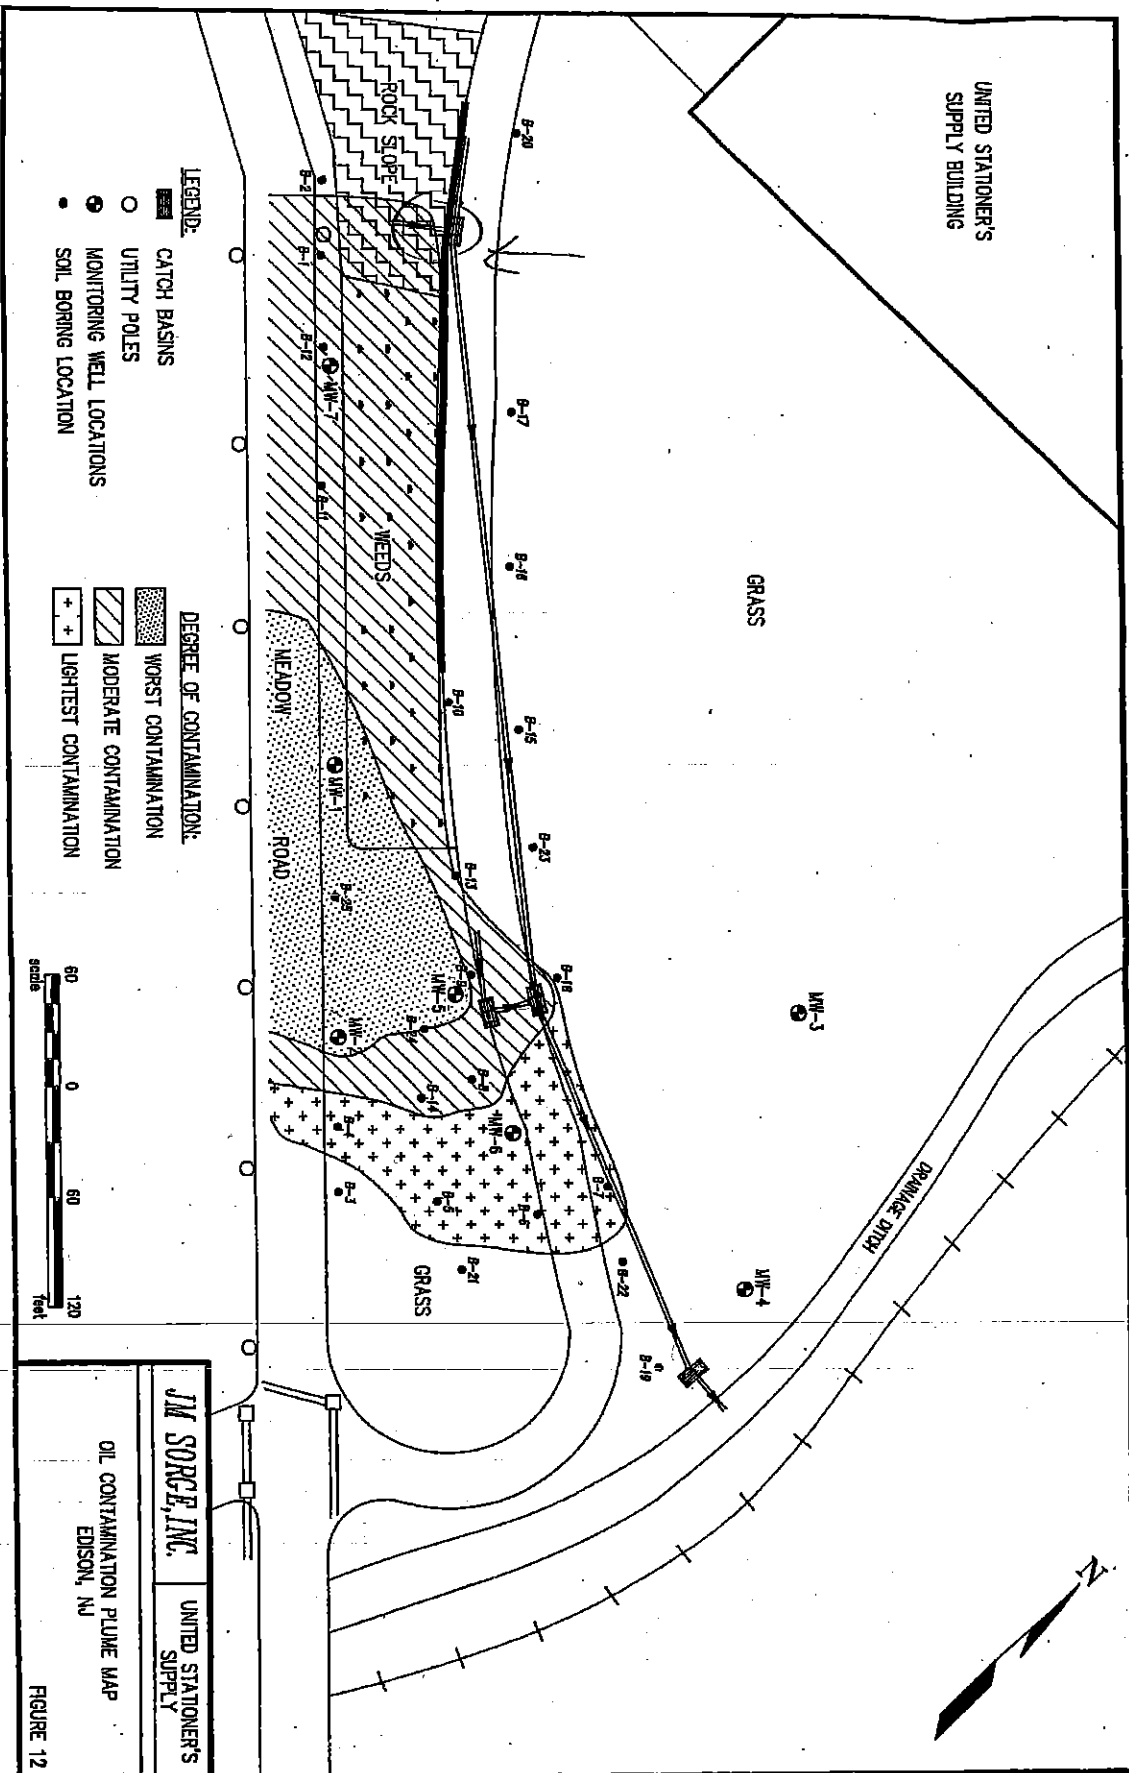 UNITED STATIONER'S
SUPPLY BUILDING
B-20
ROCK SLOPE
B-2
B-1
B-12
MW-7
B-17
B-11
WEEDS
B-16
GRASS
B-10
B-15
MEADOW
ROAD
MW-1
B-23
B-13
B-25
B-18
MW-5
MW-2
B-24
MW-3
B-14
B-4
MW-6
B-3
B-5
B-6
B-7
B-21
B-22
GRASS
DRAINAGE DITCH
MW-4
B-19
N
LEGEND:
CATCH BASINS
UTILITY POLES
MONITORING WELL LOCATIONS
SOIL BORING LOCATION
DEGREE OF CONTAMINATION:
WORST CONTAMINATION
MODERATE CONTAMINATION
LIGHTEST CONTAMINATION
60 0 60 120
scale feet
JM SORGE, INC.
UNITED STATIONER'S
SUPPLY
OIL CONTAMINATION PLUME MAP
EDISON, NJ
FIGURE 12